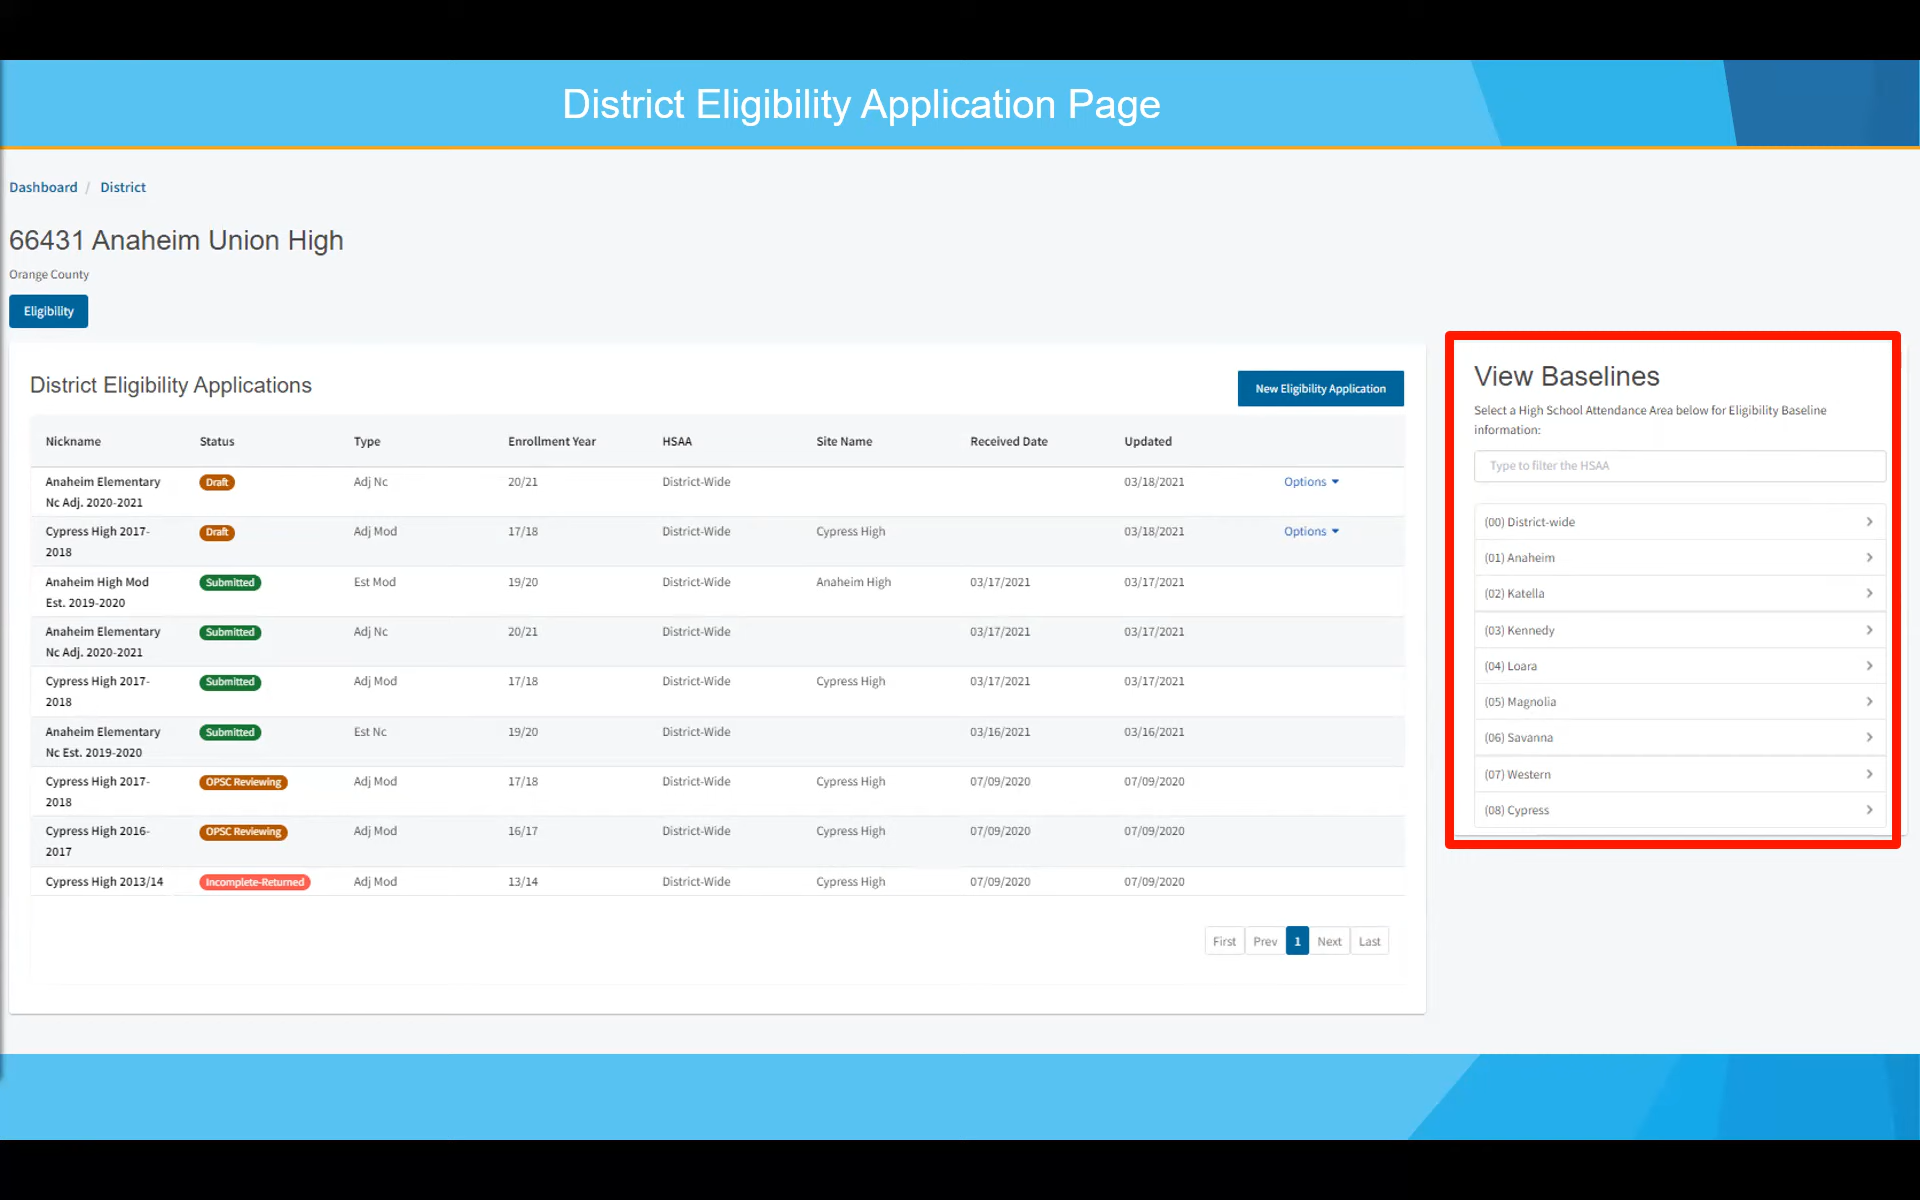 District Eligibility Application Page
Dashboard / District
66431 Anaheim Union High
Orange County
Eligibility
District Eligibility Applications
New Eligibility Application
Nickname Status Type Enrollment Year HSAA Site Name Received Date Updated
Anaheim Elementary Draft Adj Nc 20/21 District-Wide 03/18/2021 Options
Nc Adj. 2020-2021
Cypress High 2017- Draft Adj Mod 17/18 District-Wide Cypress High 03/18/2021 Options
2018
Anaheim High Mod Submitted Est Mod 19/20 District-Wide Anaheim High 03/17/2021 03/17/2021
Est. 2019-2020
Anaheim Elementary Submitted Adj Nc 20/21 District-Wide 03/17/2021 03/17/2021
Nc Adj. 2020-2021
Cypress High 2017- Submitted Adj Mod 17/18 District-Wide Cypress High 03/17/2021 03/17/2021
2018
Anaheim Elementary Submitted Est Nc 19/20 District-Wide 03/16/2021 03/16/2021
Nc Est. 2019-2020
Cypress High 2017- OPSC Reviewing Adj Mod 17/18 District-Wide Cypress High 07/09/2020 07/09/2020
2018
Cypress High 2016- OPSC Reviewing Adj Mod 16/17 District-Wide Cypress High 07/09/2020 07/09/2020
2017
Cypress High 2013/14 Incomplete-Returned Adj Mod 13/14 District-Wide Cypress High 07/09/2020 07/09/2020
First Prev 1 Next Last
View Baselines
Select a High School Attendance Area below for Eligibility Baseline
information:
Type to filter the HSAA
(00) District-wide
(01) Anaheim
(02) Katella
(03) Kennedy
(04) Loara
(05) Magnolia
(06) Savanna
(07) Western
(08) Cypress